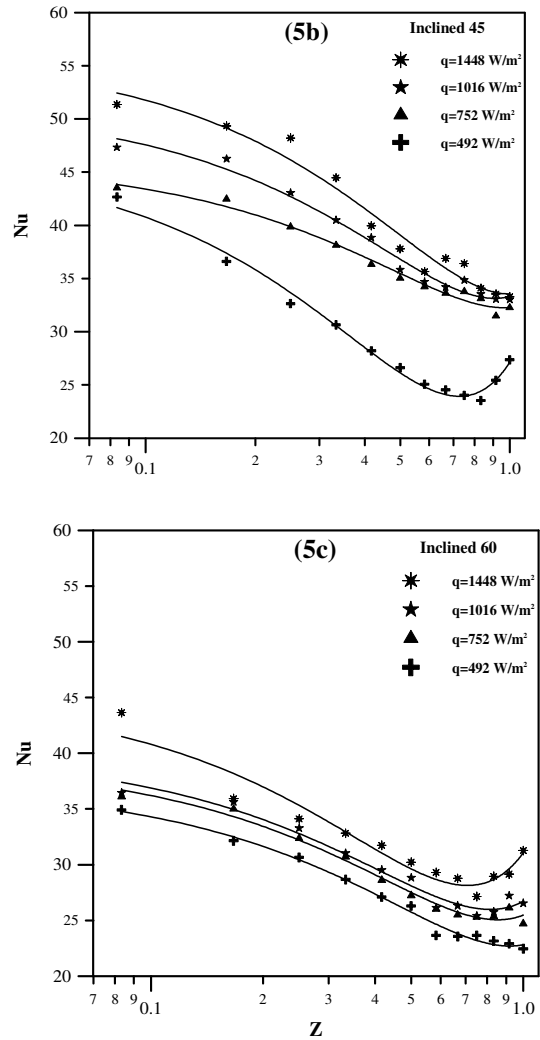 (5b)
Inclined 45
q=1448 W/m²
q=1016 W/m²
q=752 W/m²
q=492 W/m²
60
55
50
45
40
35
30
25
20
Nu
7 8 9 0.1 2 3 4 5 6 7 8 9 1.0
(5c)
Inclined 60
q=1448 W/m²
q=1016 W/m²
q=752 W/m²
q=492 W/m²
60
55
50
45
40
35
30
25
20
Nu
7 8 9 0.1 2 3 4 5 6 7 8 9 1.0
Z